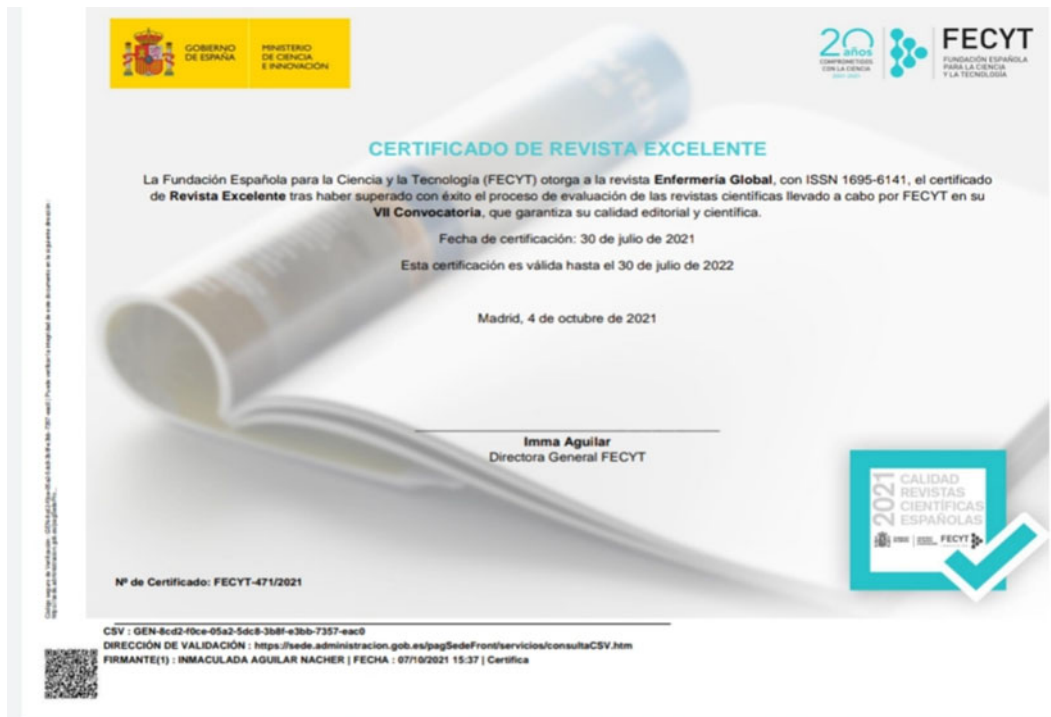 GOBIERNO
DE ESPAÑA
MINISTERIO
DE CIENCIA
E INNOVACIÓN
20
años
COMPROMETIDOS
CON LA CIENCIA
2001-2021
FECYT
FUNDACIÓN ESPAÑOLA
PARA LA CIENCIA
Y LA TECNOLOGÍA
CERTIFICADO DE REVISTA EXCELENTE
La Fundación Española para la Ciencia y la Tecnología (FECYT) otorga a la revista Enfermería Global, con ISSN 1695-6141, el certificado
de Revista Excelente tras haber superado con éxito el proceso de evaluación de las revistas científicas llevado a cabo por FECYT en su
VII Convocatoria, que garantiza su calidad editorial y científica.
Fecha de certificación: 30 de julio de 2021
Esta certificación es válida hasta el 30 de julio de 2022
Madrid, 4 de octubre de 2021
Imma Aguilar
Directora General FECYT
2021
CALIDAD
REVISTAS
CIENTÍFICAS
ESPAÑOLAS
FECYT
Nº de Certificado: FECYT-471/2021
CSV : GEN-8cd2-f0ce-05a2-5dc8-3b8f-e3bb-7357-eac0
DIRECCIÓN DE VALIDACIÓN : https://sede.administracion.gob.es/pagSedeFront/servicios/consultaCSV.htm
FIRMANTE(1) : INMACULADA AGUILAR NACHER | FECHA : 07/10/2021 15:37 | Certifica